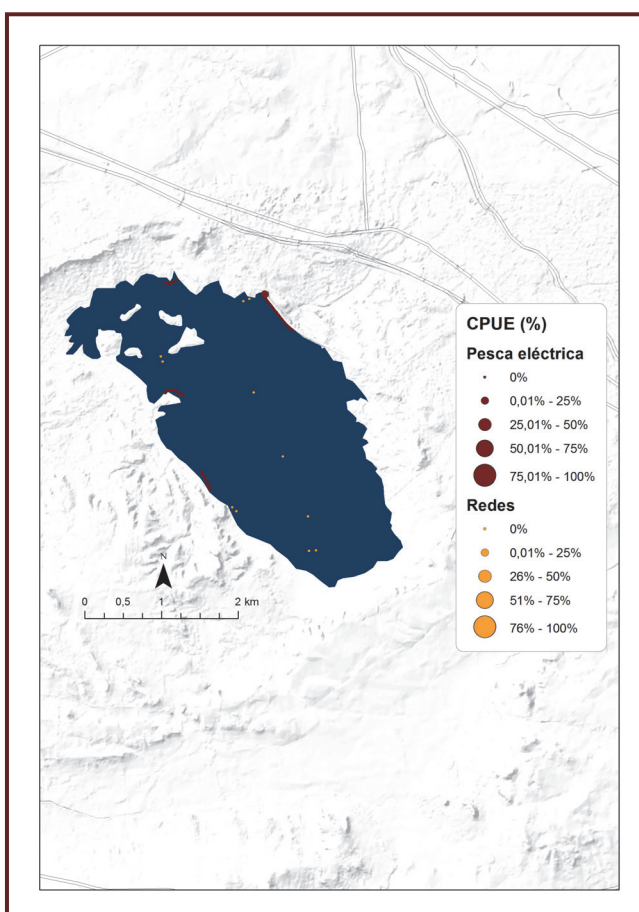 CPUE (%)
Pesca eléctrica
0%
0,01% - 25%
25,01% - 50%
50,01% - 75%
75,01% - 100%
Redes
0%
0,01% - 25%
26% - 50%
51% - 75%
76% - 100%
N
0 0,5 1 2 km